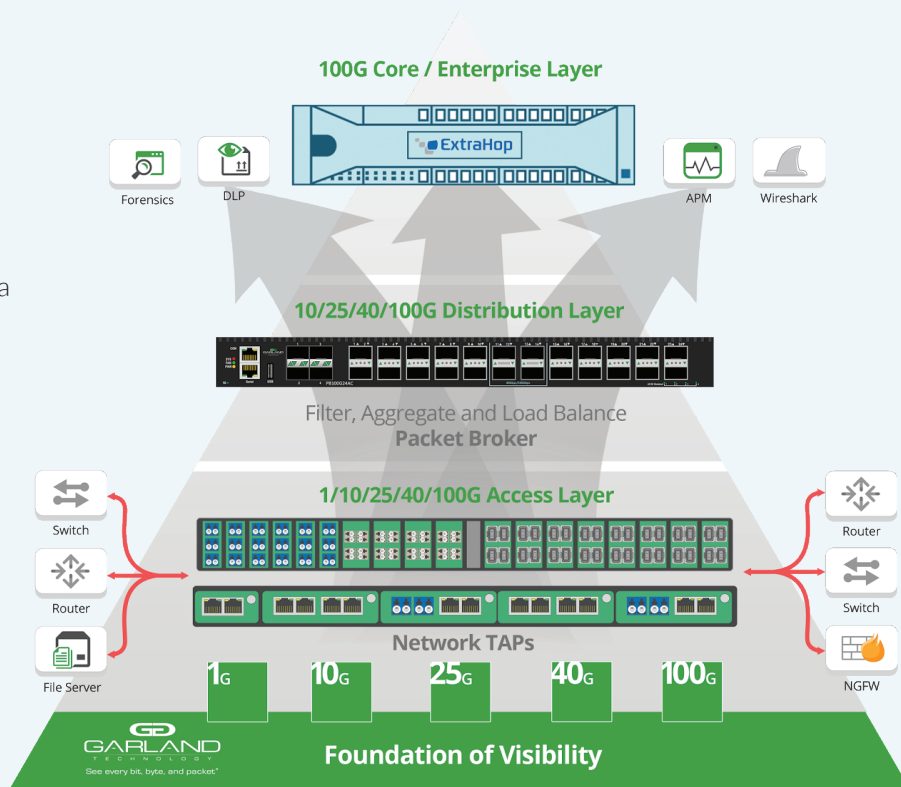 100G Core / Enterprise Layer
ExtraHop
Forensics
DLP
APM
Wireshark
a
10/25/40/100G Distribution Layer
GARLAND
PB100G24AC
Filter, Aggregate and Load Balance
Packet Broker
1/10/25/40/100G Access Layer
Switch
Router
File Server
Router
Switch
NGFW
Network TAPs
1G
10G
25G
40G
100G
GARLAND
TECHNOLOGY
See every bit, byte, and packet®
Foundation of Visibility